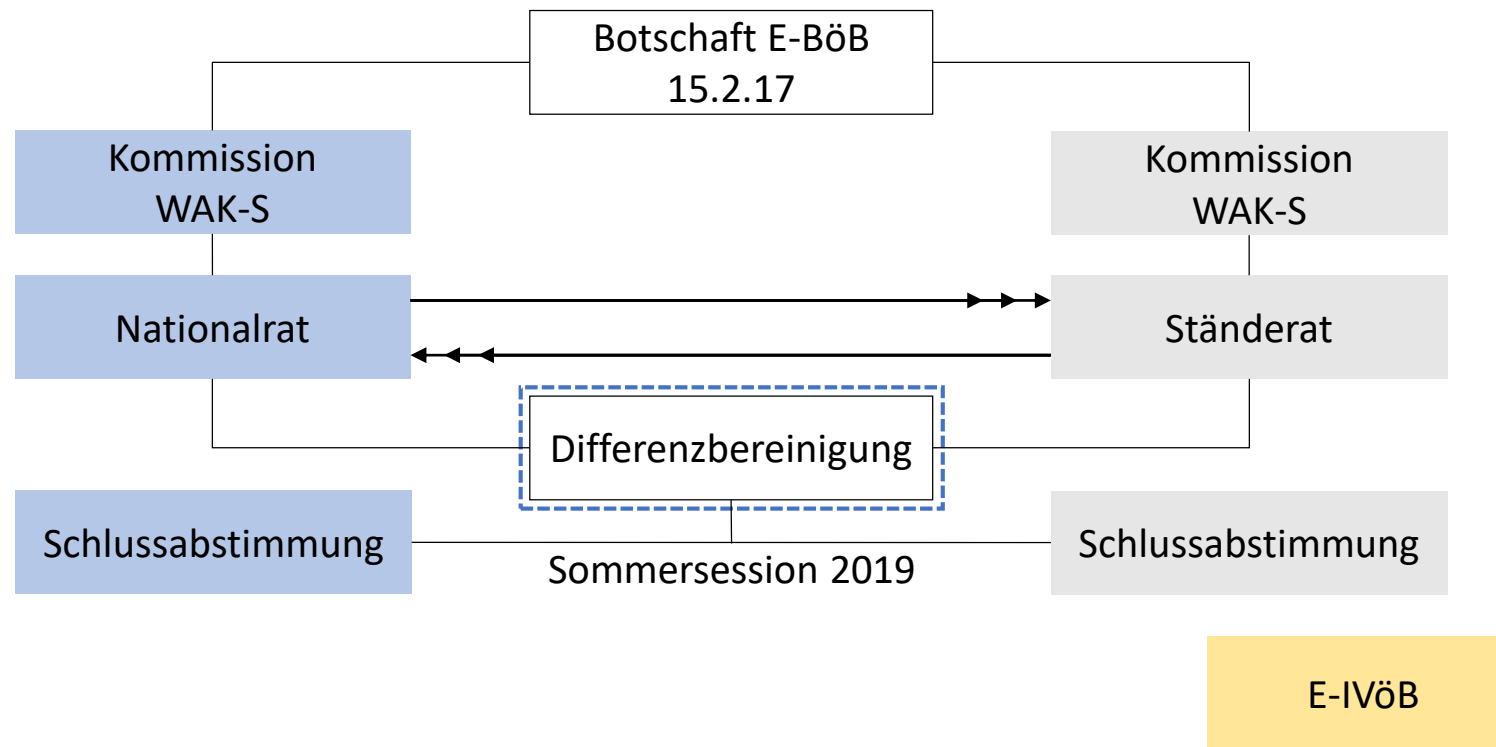 Botschaft E-BöB
15.2.17
Kommission
WAK-S
Kommission
WAK-S
Nationalrat
Ständerat
Differenzbereinigung
Schlussabstimmung
Schlussabstimmung
Sommersession 2019
E-IVöB